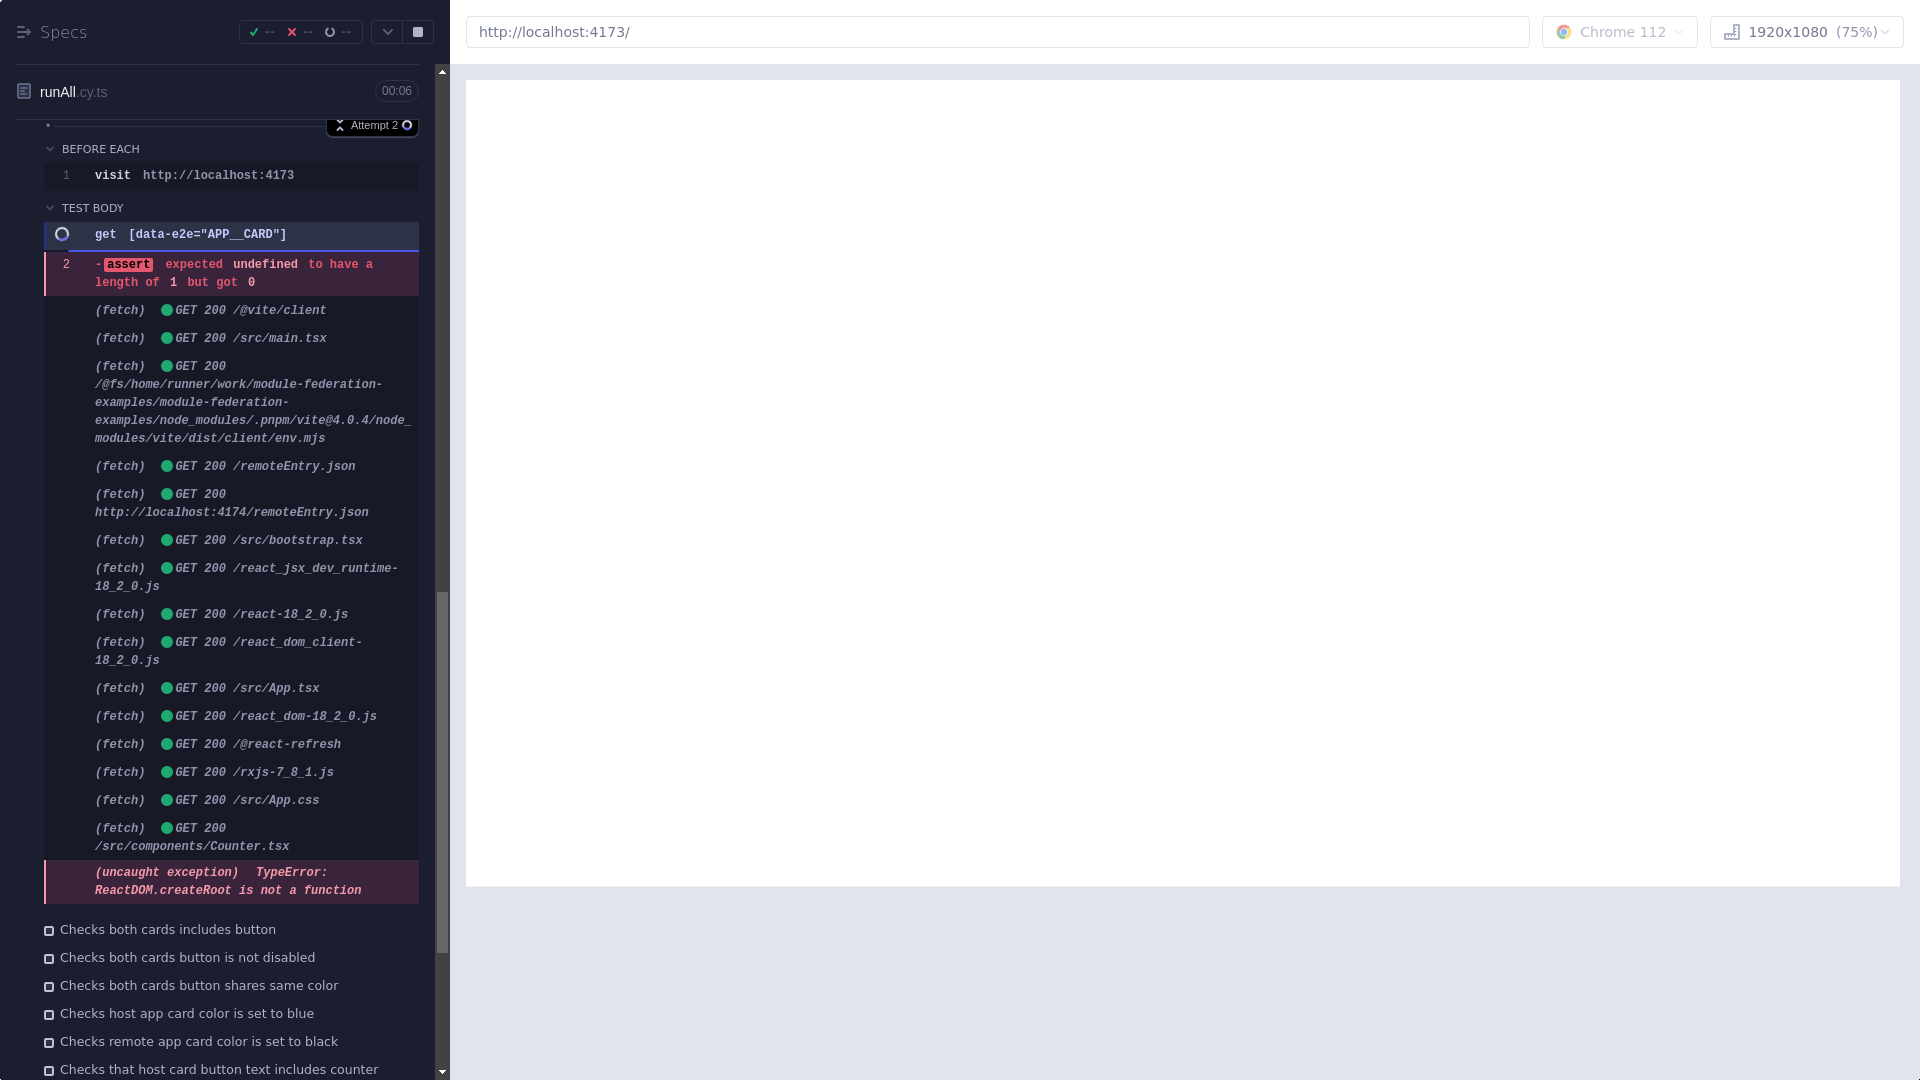 Specs
-- -- --
http://localhost:4173/
Chrome 112
1920x1080 (75%)
runAll.cy.ts
00:06
Attempt 2
BEFORE EACH
1 visit http://localhost:4173
TEST BODY
get [data-e2e="APP__CARD"]
2 -assert expected undefined to have a
length of 1 but got 0
(fetch) GET 200 /@vite/client
(fetch) GET 200 /src/main.tsx
(fetch) GET 200
/@fs/home/runner/work/module-federation-
examples/module-federation-
examples/node_modules/.pnpm/vite@4.0.4/node_
modules/vite/dist/client/env.mjs
(fetch) GET 200 /remoteEntry.json
(fetch) GET 200
http://localhost:4174/remoteEntry.json
(fetch) GET 200 /src/bootstrap.tsx
(fetch) GET 200 /react_jsx_dev_runtime-
18_2_0.js
(fetch) GET 200 /react-18_2_0.js
(fetch) GET 200 /react_dom_client-
18_2_0.js
(fetch) GET 200 /src/App.tsx
(fetch) GET 200 /react_dom-18_2_0.js
(fetch) GET 200 /@react-refresh
(fetch) GET 200 /rxjs-7_8_1.js
(fetch) GET 200 /src/App.css
(fetch) GET 200
/src/components/Counter.tsx
(uncaught exception) TypeError:
ReactDOM.createRoot is not a function
Checks both cards includes button
Checks both cards button is not disabled
Checks both cards button shares same color
Checks host app card color is set to blue
Checks remote app card color is set to black
Checks that host card button text includes counter